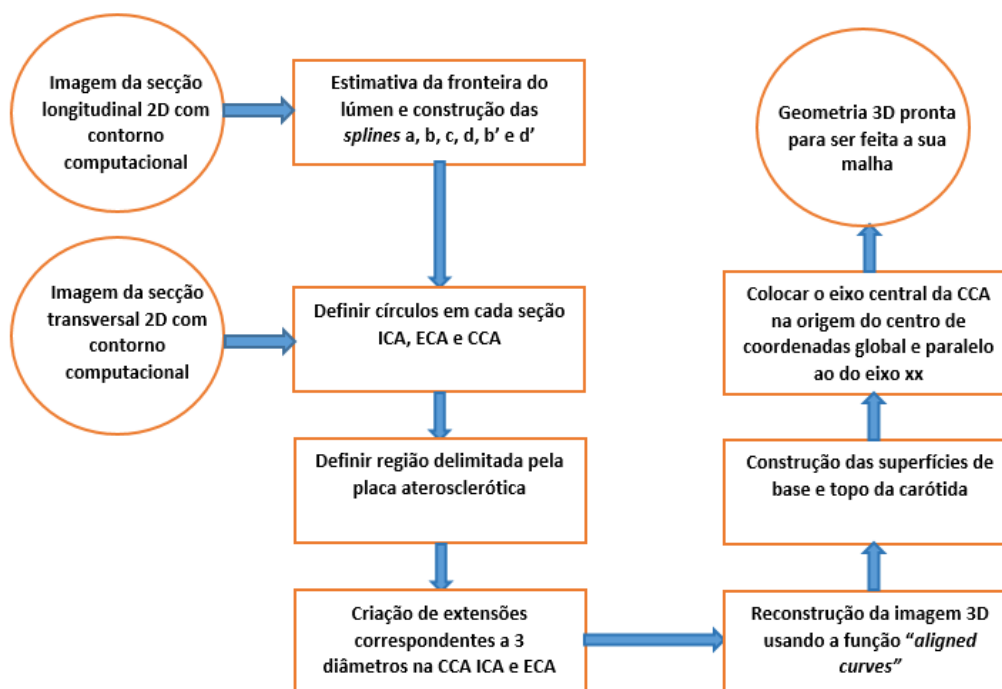 Imagem da secção
longitudinal 2D com
contorno
computacional
Estimativa da fronteira do
lúmen e construção das
splines a, b, c, d, b’ e d’
Imagem da secção
transversal 2D com
contorno
computacional
Definir círculos em cada seção
ICA, ECA e CCA
Definir região delimitada pela
placa aterosclerótica
Criação de extensões
correspondentes a 3
diâmetros na CCA ICA e ECA
Reconstrução da imagem 3D
usando a função “aligned
curves”
Construção das superfícies de
base e topo da carótida
Colocar o eixo central da CCA
na origem do centro de
coordenadas global e paralelo
ao do eixo xx
Geometria 3D pronta
para ser feita a sua
malha